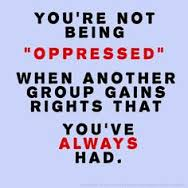 YOU'RE NOT
BEING
"OPPRESSED"
WHEN ANOTHER
GROUP GAINS
RIGHTS THAT
YOU'VE
ALWAYS
HAD.